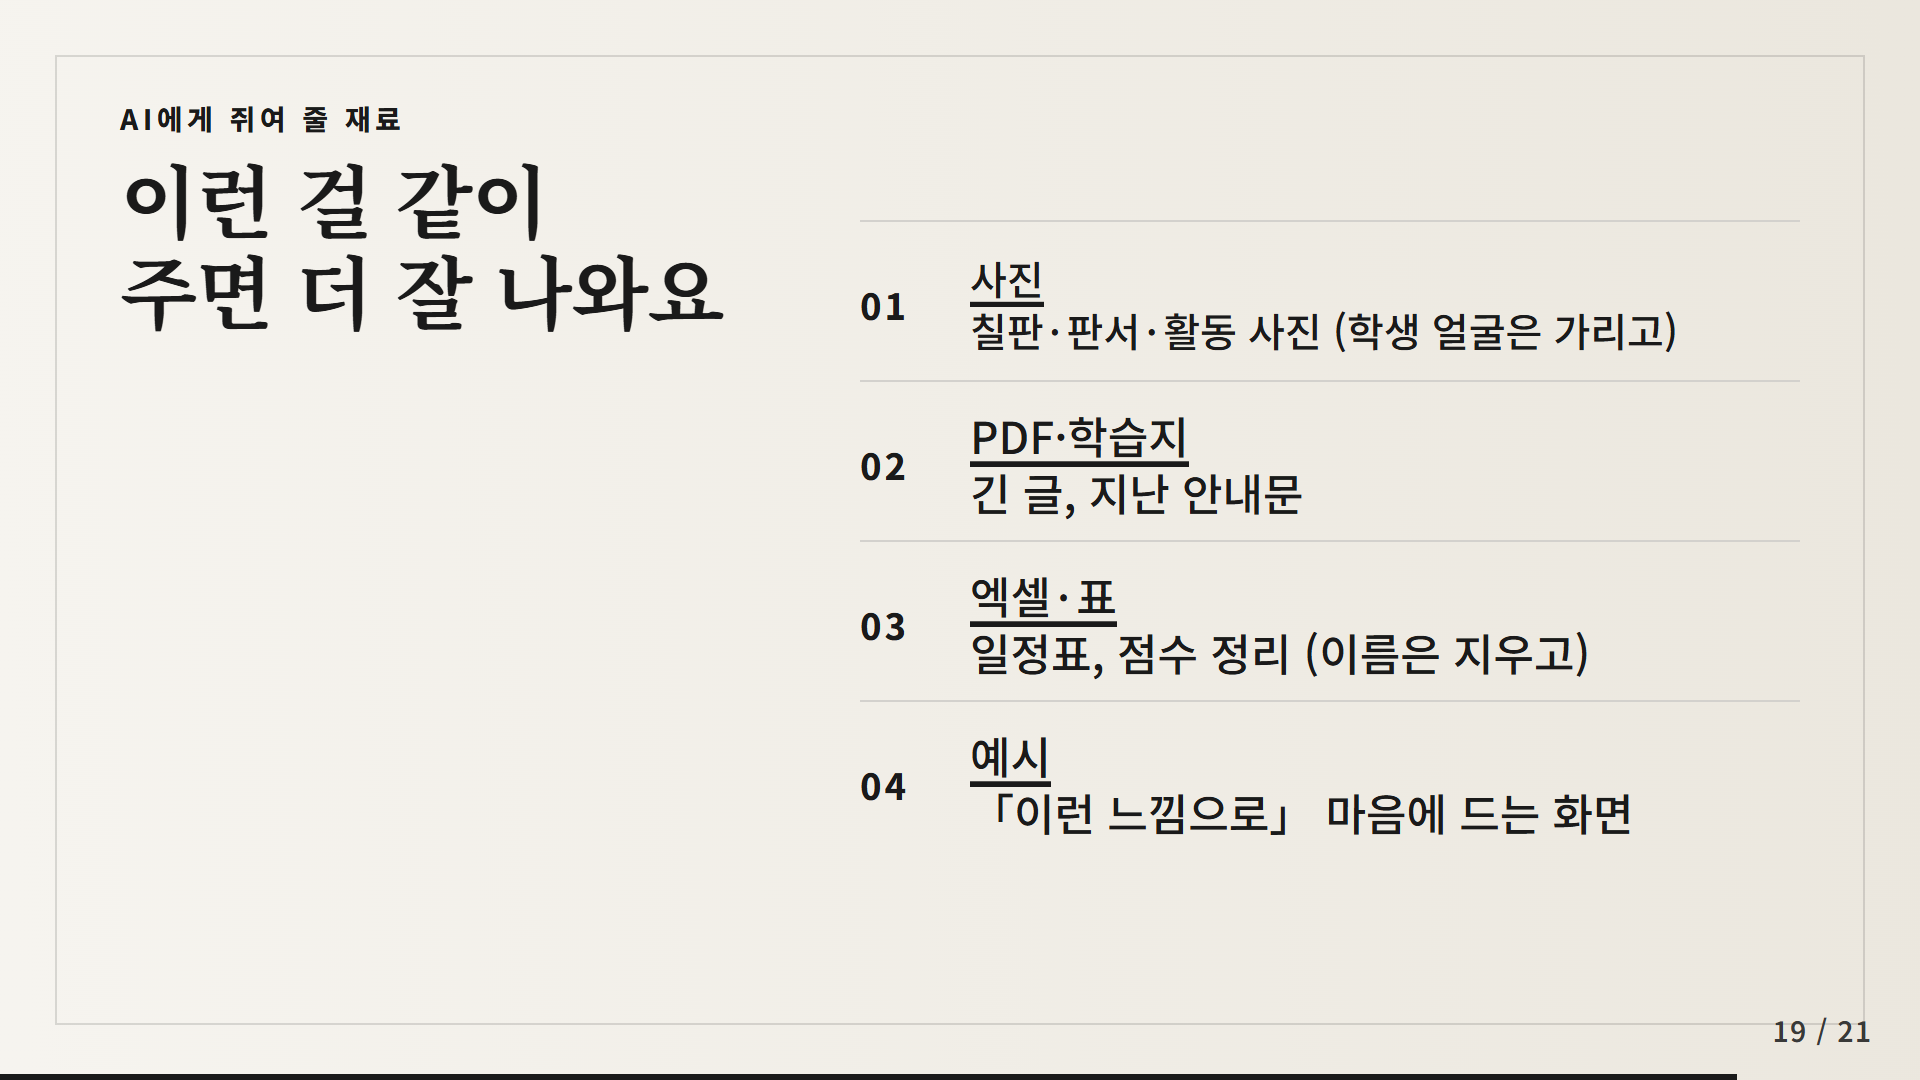 AI에게 쥐여 줄 재료
이런 걸 같이
주면 더 잘 나와요
01
사진
칠판·판서·활동 사진 (학생 얼굴은 가리고)
02
PDF·학습지
긴 글, 지난 안내문
03
엑셀·표
일정표, 점수 정리 (이름은 지우고)
04
예시
「이런 느낌으로」 마음에 드는 화면
19 / 21